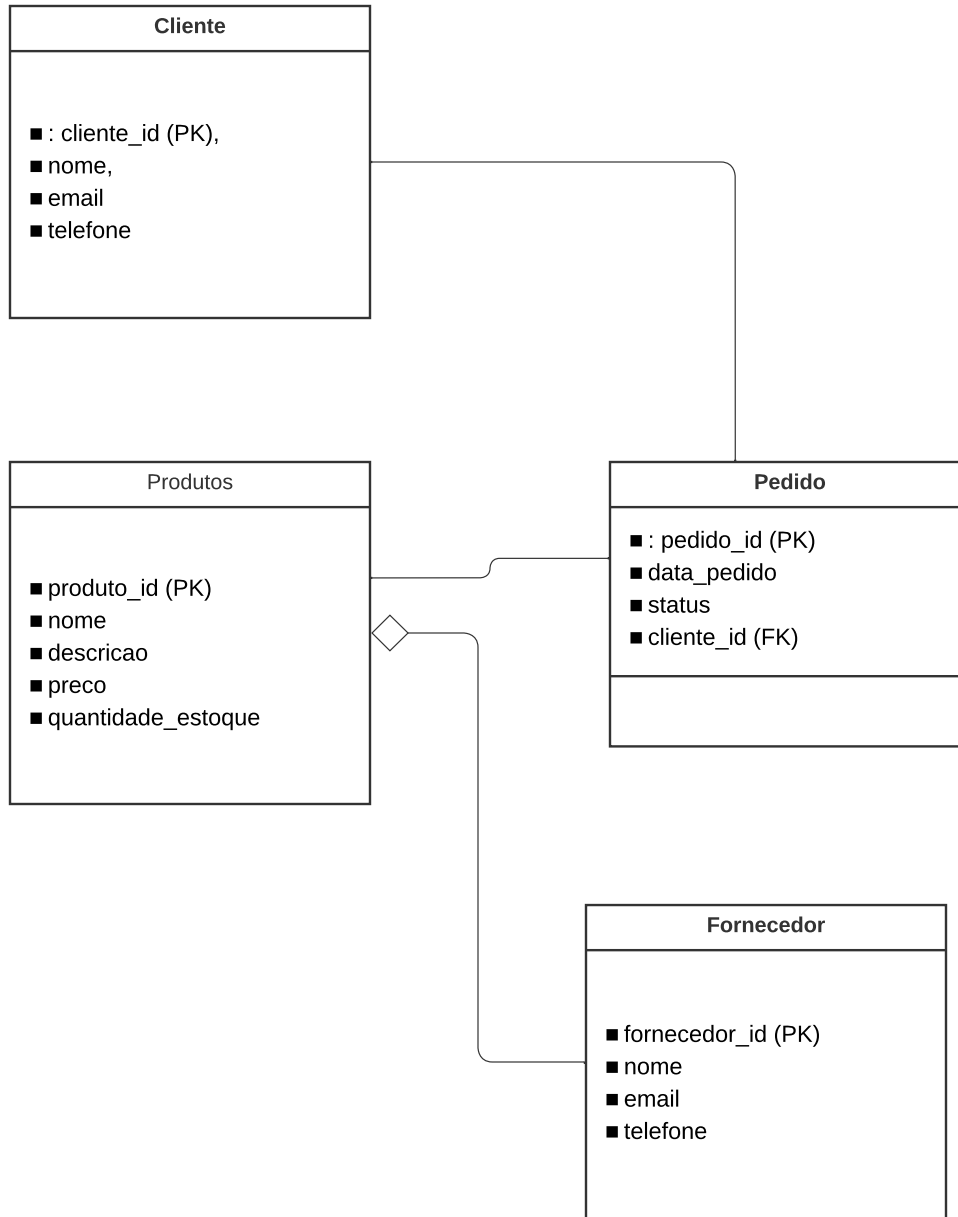 Cliente
: cliente_id (PK),
nome,
email
telefone
Produtos
produto_id (PK)
nome
descricao
preco
quantidade_estoque
Pedido
: pedido_id (PK)
data_pedido
status
cliente_id (FK)
Fornecedor
fornecedor_id (PK)
nome
email
telefone